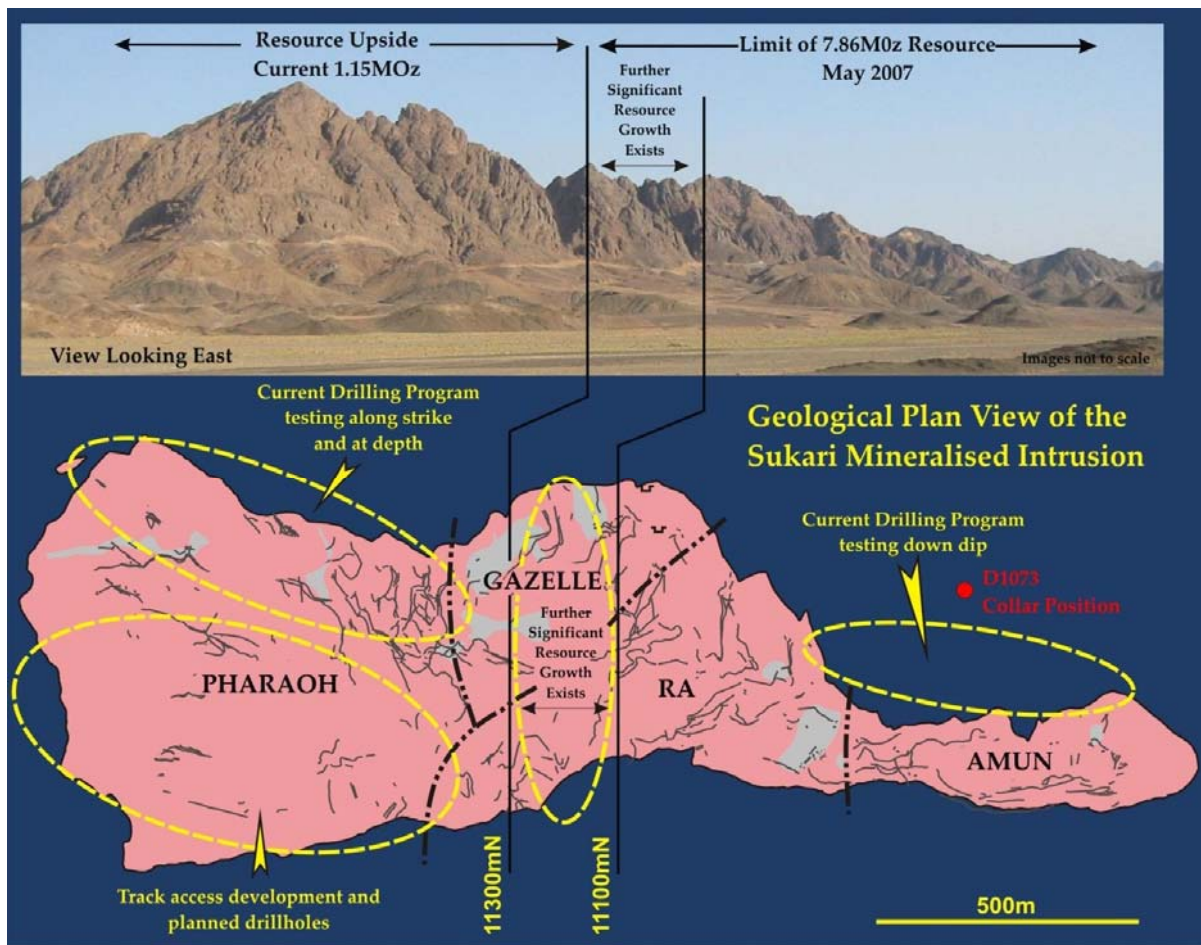 Resource Upside
Current 1.15MOz
Limit of 7.86M0z Resource
May 2007
Further
Significant
Resource
Growth
Exists
View Looking East
Images not to scale
Current Drilling Program
testing along strike
and at depth
Geological Plan View of the
Sukari Mineralised Intrusion
Current Drilling Program
testing down dip
D1073
Collar Position
GAZELLE
Further
Significant
Resource
Growth
Exists
PHARAOH
RA
AMUN
Track access development and
planned drillholes
11300mN
11100mN
500m